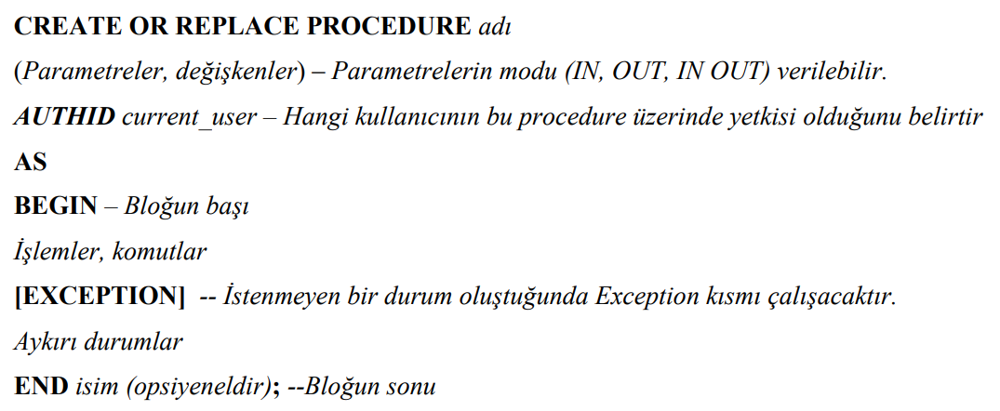 CREATE OR REPLACE PROCEDURE adı
(Parametreler, değişkenler) – Parametrelerin modu (IN, OUT, IN OUT) verilebilir.
AUTHID current_user – Hangi kullanıcının bu procedure üzerinde yetkisi olduğunu belirtir
AS
BEGIN – Bloğun başı
İşlemler, komutlar
[EXCEPTION] -- İstenmeyen bir durum oluştuğunda Exception kısmı çalışacaktır.
Aykırı durumlar
END isim (opsiyeneldir); --Bloğun sonu